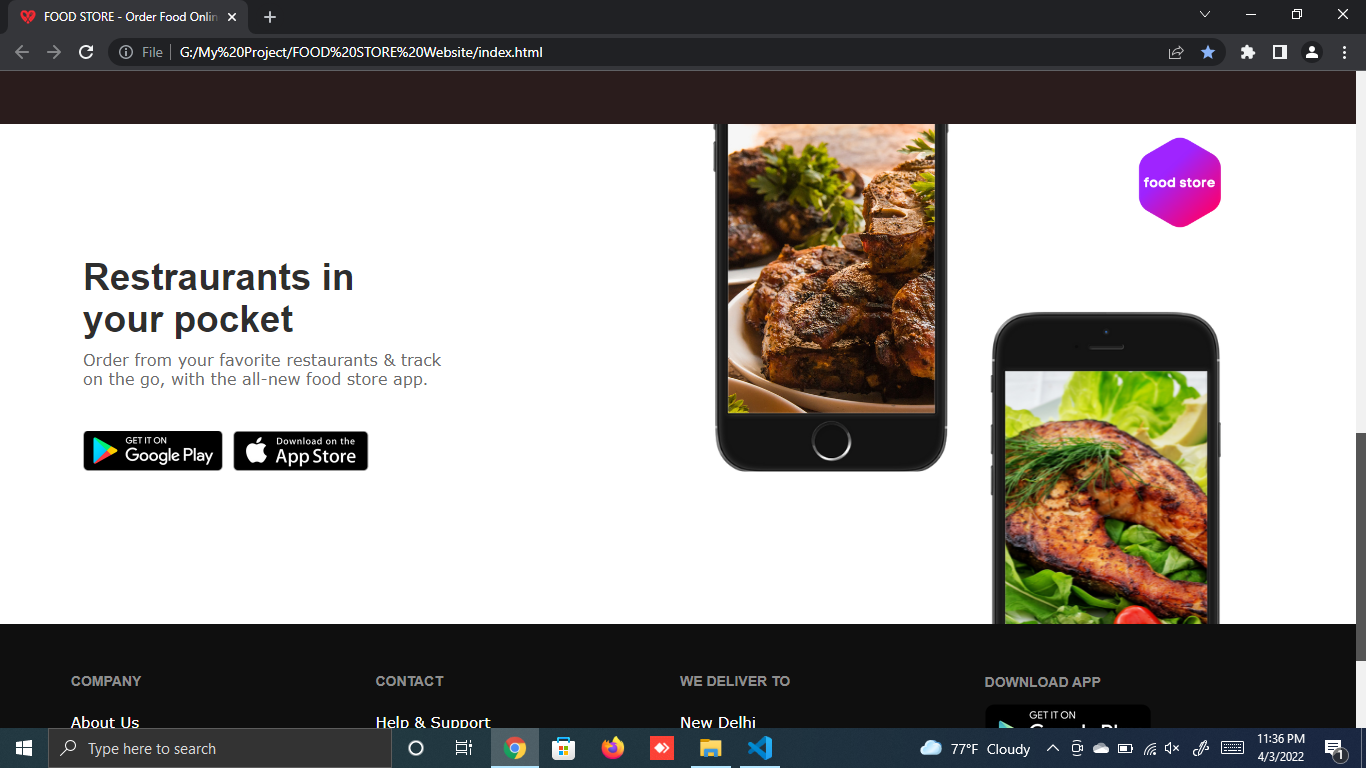 FOOD STORE - Order Food Onlin
File
G:/My%20Project/FOOD%20STORE%20Website/index.html
food store
Restraurants in
your pocket
Order from your favorite restaurants & track
on the go, with the all-new food store app.
GET IT ON
Google Play
Download on the
App Store
COMPANY
CONTACT
WE DELIVER TO
DOWNLOAD APP
About Us
Help & Support
New Delhi
GET IT ON
Type here to search
77°F Cloudy
11:36 PM
4/3/2022
1